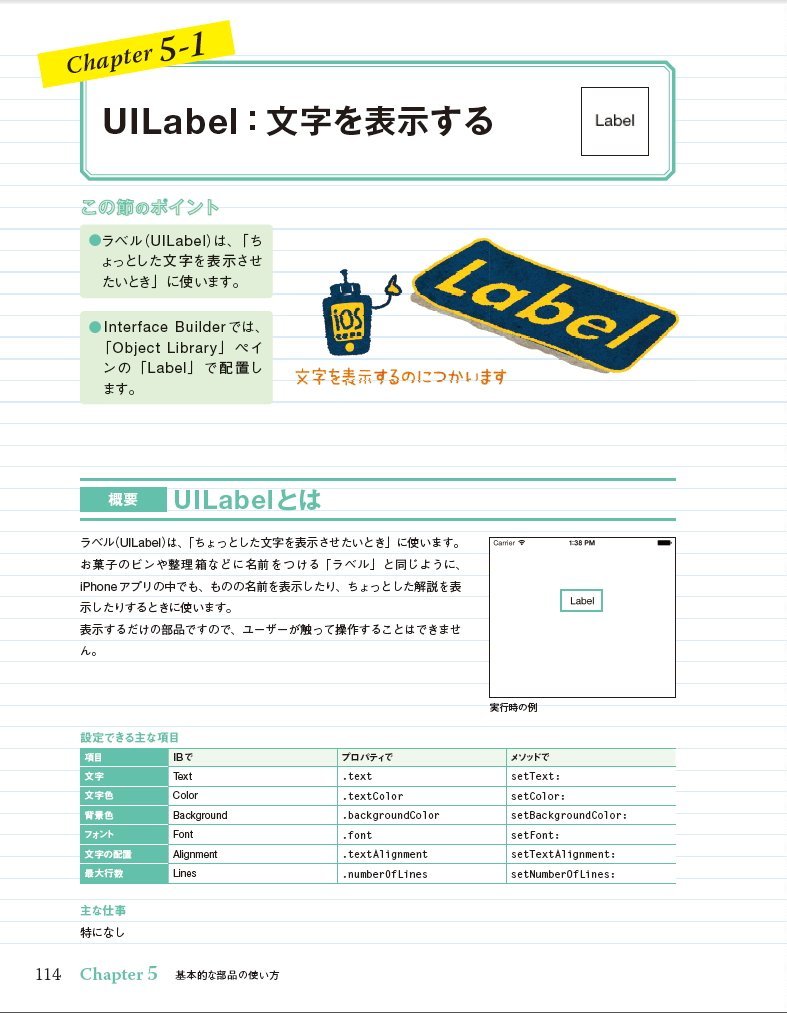 Chapter 5-1
UILabel：文字を表示する
Label
この節のポイント
●ラベル（UILabel）は、「ち
ょっとした文字を表示させ
たいとき」に使います。
●Interface Builderでは、
「Object Library」ペイ
ンの「Label」で配置し
ます。
iOS
Label
文字を表示するのにつかいます
概要
UILabelとは
ラベル（UILabel）は、「ちょっとした文字を表示させたいとき」に使います。
お菓子のビンや整理箱などに名前をつける「ラベル」と同じように、
iPhoneアプリの中でも、ものの名前を表示したり、ちょっとした解説を表
示したりするときに使います。
表示するだけの部品ですので、ユーザーが触って操作することはできませ
ん。
Carrier 1:38 PM
Label
実行時の例
設定できる主な項目
項目 IBで プロパティで メソッドで
文字 Text .text setText:
文字色 Color .textColor setColor:
背景色 Background .backgroundColor setBackgroundColor:
フォント Font .font setFont:
文字の配置 Alignment .textAlignment setTextAlignment:
最大行数 Lines .numberOfLines setNumberOfLines:
主な仕事
特になし
114 Chapter 5 基本的な部品の使い方